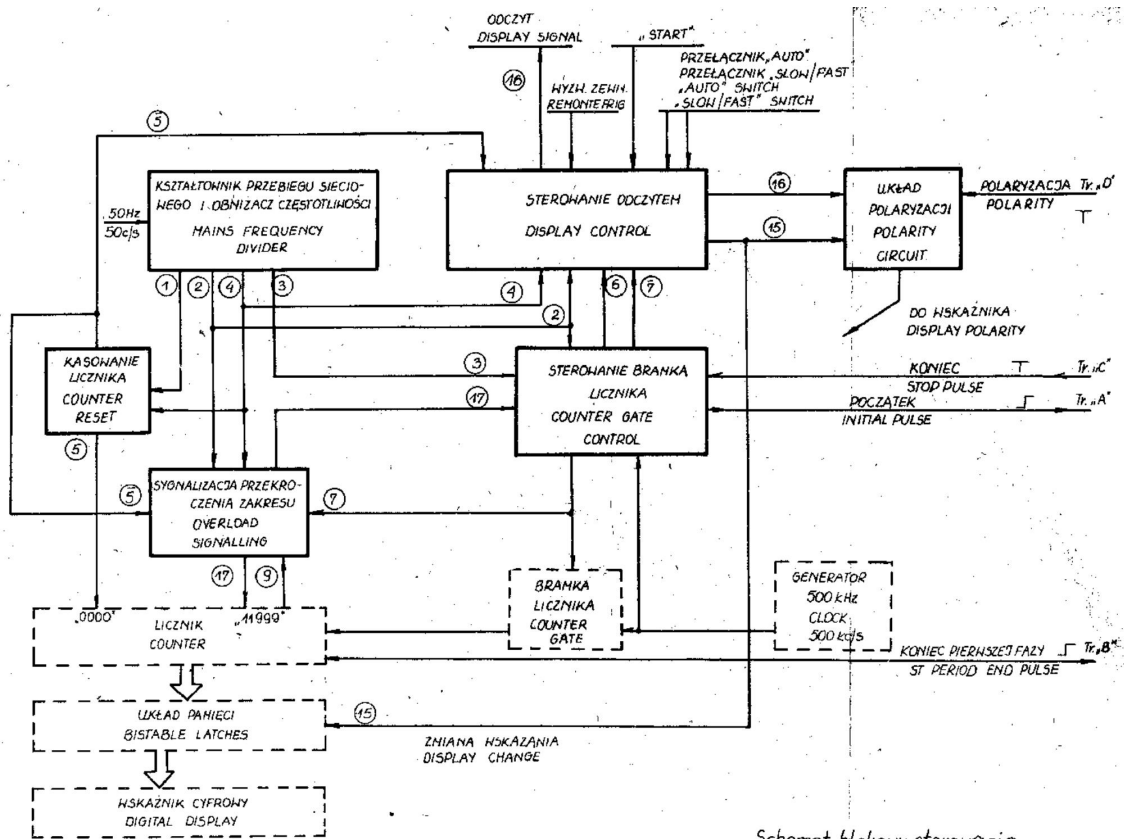 ODCZYT
DISPLAY SIGNAL
„START"
PRZEŁĄCZNIK „AUTO"
PRZEŁĄCZNIK „SLOW/FAST
„AUTO" SWITCH
„SLOW/FAST" SWITCH
16
WYZW. ZEWN.
REMONTE TRIG
5
KSZTAŁTOWNIK PRZEBIEGU SIECIO-
WEGO I OBNIŻACZ CZĘSTOTLIWOŚCI
MAINS FREQUENCY
DIVIDER
50Hz
50c/s
STEROWANIE ODCZYTEM
DISPLAY CONTROL
16
15
UKŁAD
POLARYZACJI
POLARITY
CIRCUIT
POLARYZACJA Tr. „D"
POLARITY
1
2
4
3
4
6
7
2
DO WSKAŹNIKA
DISPLAY POLARITY
KASOWANIE
LICZNIKA
COUNTER
RESET
3
17
STEROWANIE BRAMKĄ
LICZNIKA
COUNTER GATE
CONTROL
KONIEC Tr. „C"
STOP PULSE
POCZĄTEK Tr. „A"
INITIAL PULSE
5
5
SYGNALIZACJA PRZEKRO-
CZENIA ZAKRESU
OVERLOAD
SIGNALLING
7
17
9
BRAMKA
LICZNIKA
COUNTER
GATE
GENERATOR
500 kHz
CLOCK
500 kc/s
„0000"
„11999"
LICZNIK
COUNTER
KONIEC PIERWSZEJ FAZY Tr. „B"
ST PERIOD END PULSE
UKŁAD PAMIĘCI
BISTABLE LATCHES
15
ZMIANA WSKAZANIA
DISPLAY CHANGE
WSKAŹNIK CYFROWY
DIGITAL DISPLAY
Schemat blokowy sterowania